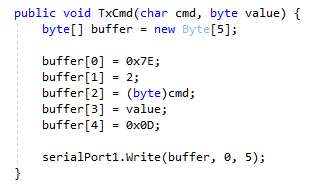 public void TxCmd(char cmd, byte value) {
byte[] buffer = new Byte[5];
buffer[0] = 0x7E;
buffer[1] = 2;
buffer[2] = (byte)cmd;
buffer[3] = value;
buffer[4] = 0x0D;
serialPort1.Write(buffer, 0, 5);
}